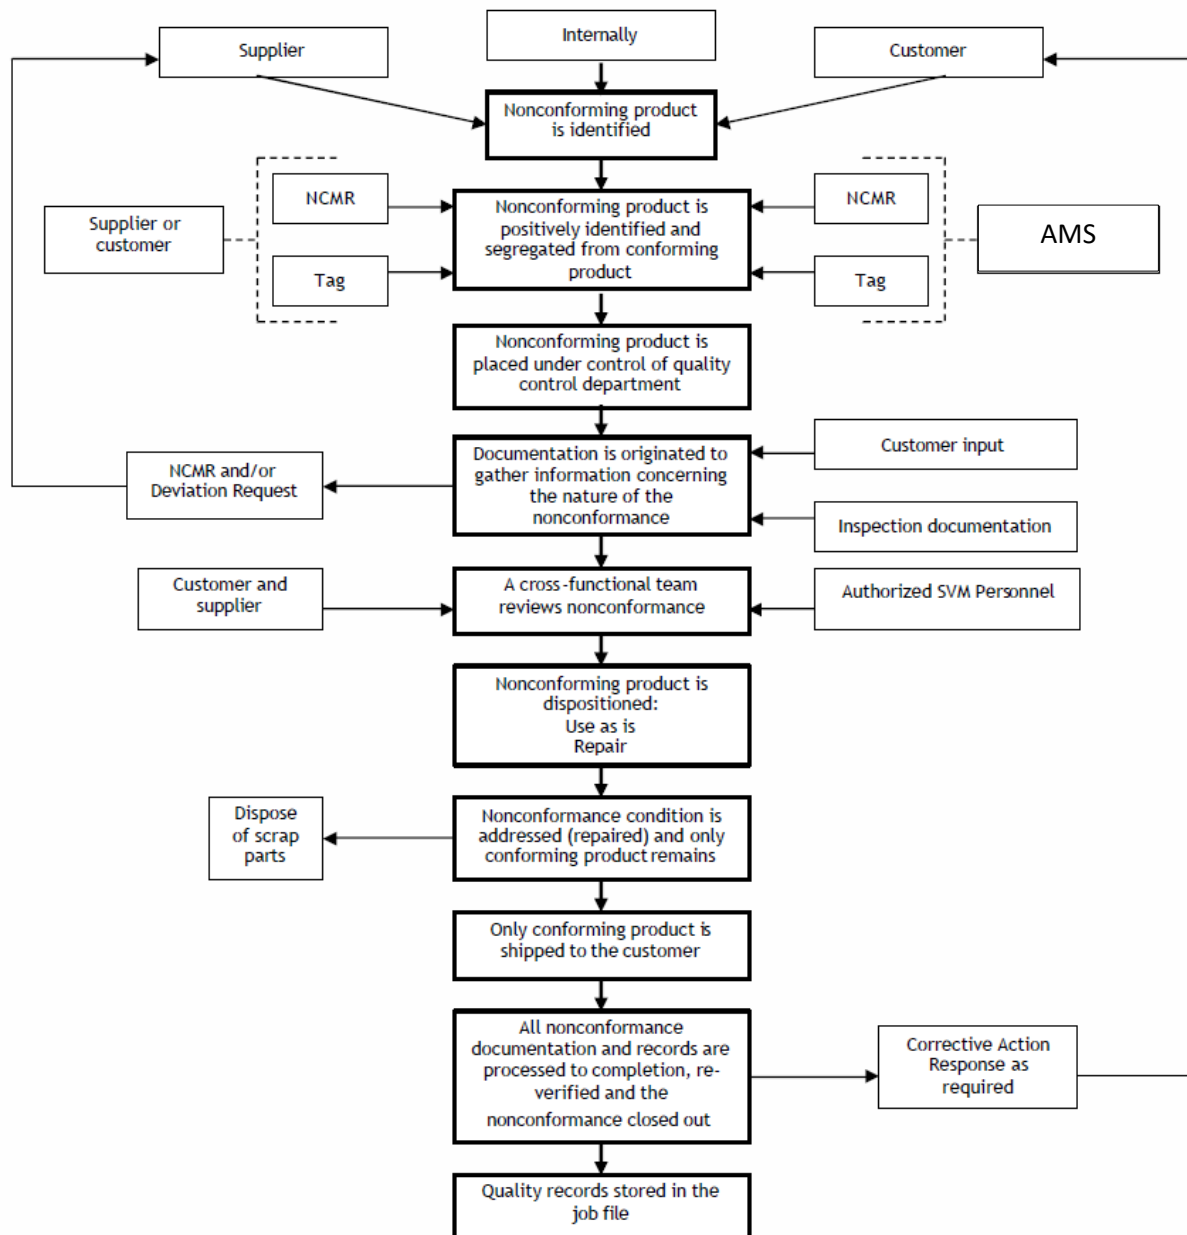 Supplier
Internally
Customer
Nonconforming product
is identified
NCMR
Tag
Supplier or
customer
Nonconforming product is
positively identified and
segregated from conforming
product
NCMR
Tag
AMS
Nonconforming product is
placed under control of quality
control department
NCMR and/or
Deviation Request
Documentation is originated to
gather information concerning
the nature of the
nonconformance
Customer input
Inspection documentation
Customer and
supplier
A cross-functional team
reviews nonconformance
Authorized SVM Personnel
Nonconforming product is
dispositioned:
Use as is
Repair
Dispose
of scrap
parts
Nonconformance condition is
addressed (repaired) and only
conforming product remains
Only conforming product is
shipped to the customer
All nonconformance
documentation and records are
processed to completion, re-
verified and the
nonconformance closed out
Corrective Action
Response as
required
Quality records stored in the
job file